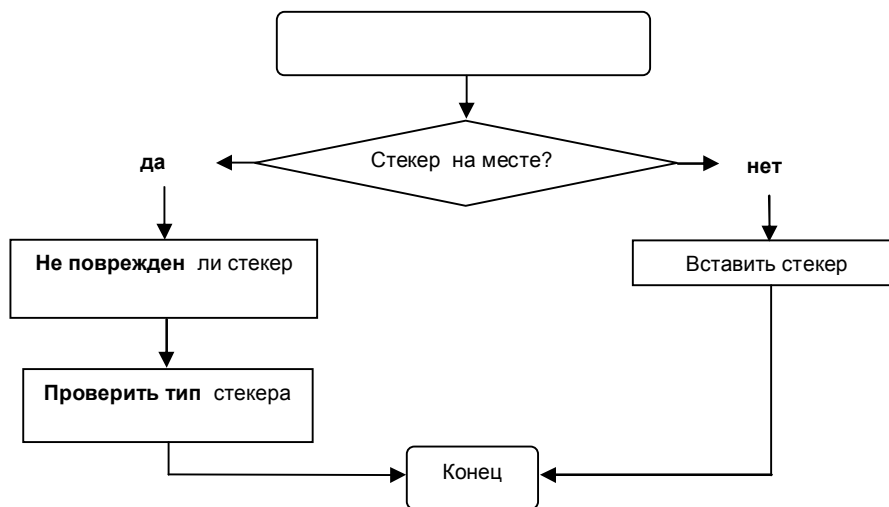 Стекер на месте?
да
нет
Не поврежден ли стекер
Вставить стекер
Проверить тип стекера
Конец